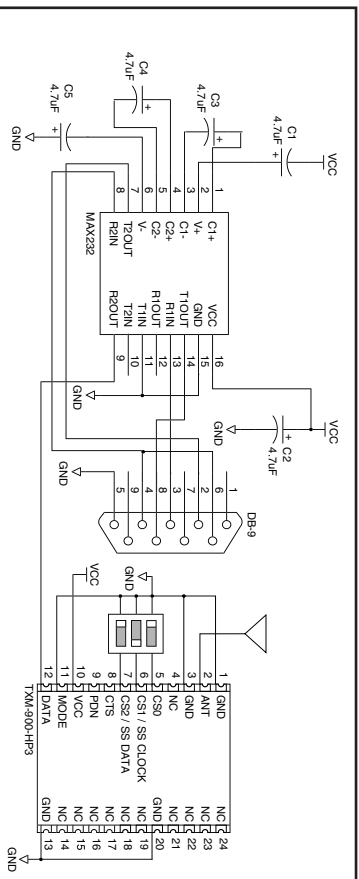 VCC
C1
4.7uF
+
C3
4.7uF
+
C4
4.7uF
+
C5
4.7uF
+
GND
1
2
3
4
5
6
7
8
C1+
V+
C1-
C2+
C2-
V-
T2OUT
R2IN
MAX232
VCC
GND
T1OUT
R1IN
R1OUT
T1IN
T2IN
R2OUT
16
15
14
13
12
11
10
9
GND
VCC
C2
4.7uF
+
GND
DB-9
1
6
2
7
3
8
4
9
5
GND
GND
VCC
1 GND
2 ANT
3 GND
4 NC
5 CS0
6 CS1 / SS CLOCK
7 CS2 / SS DATA
8 CTS
9 PDN
10 VCC
11 MODE
12 DATA
NC 24
NC 23
NC 22
NC 21
GND 20
NC 19
NC 18
NC 17
NC 16
NC 15
NC 14
GND 13
TXM-900-HP3
GND